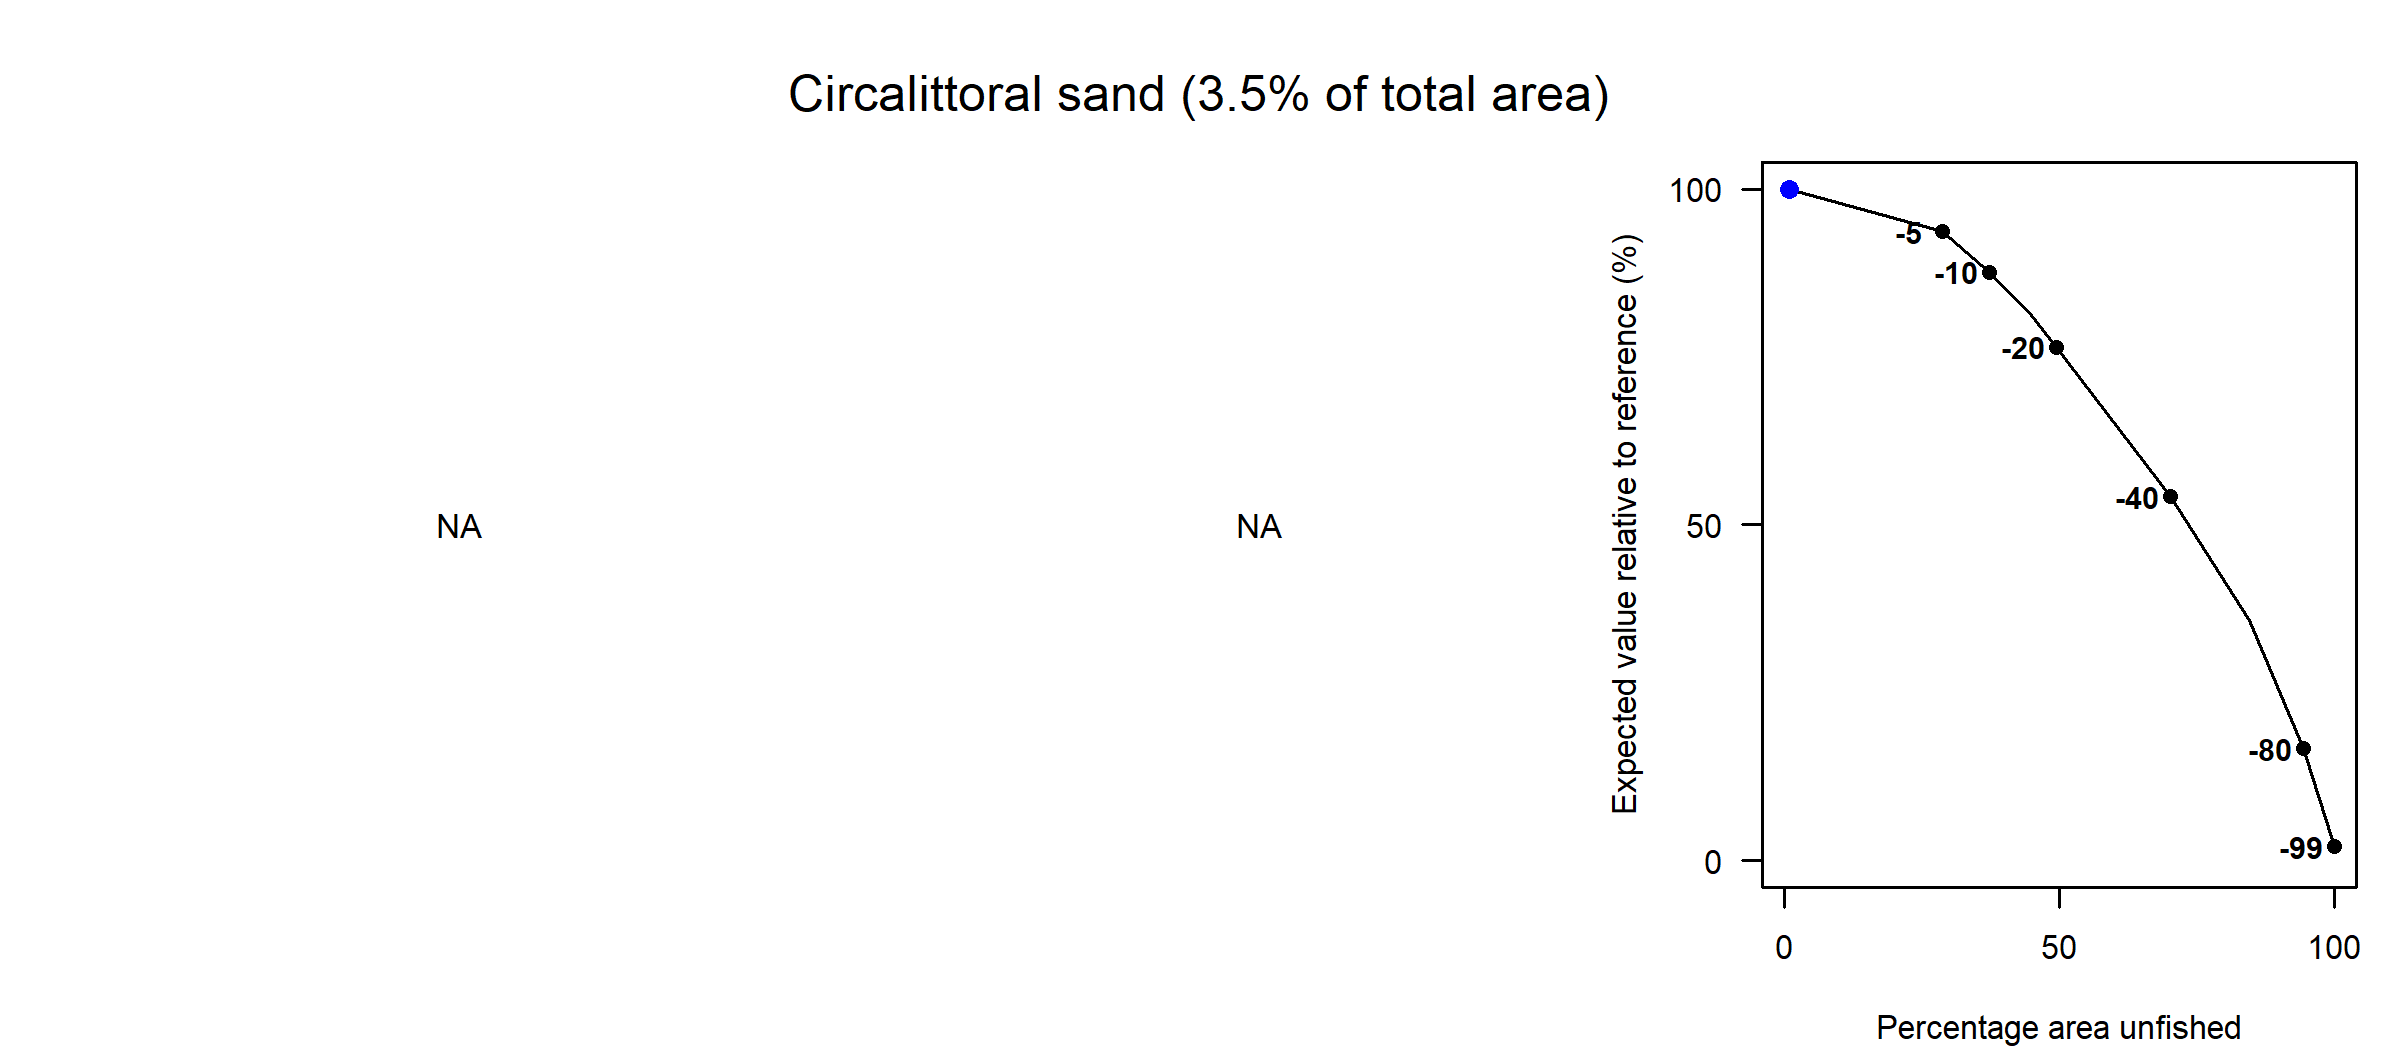 Circalittoral sand (3.5% of total area)
NA
NA
Expected value relative to reference (%)
100
50
0
-5
-10
-20
-40
-80
-99
0
50
100
Percentage area unfished